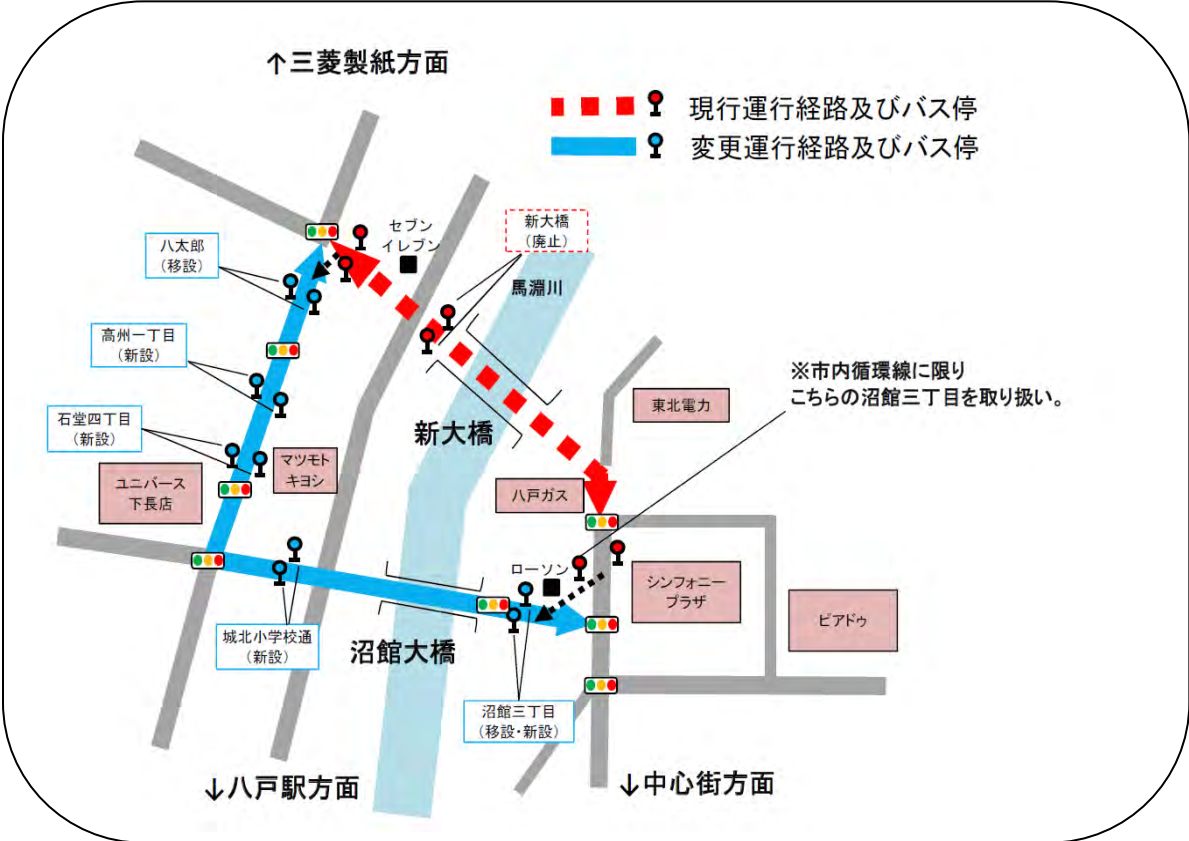 ↑三菱製紙方面
現行運行経路及びバス停
変更運行経路及びバス停
セブン
イレブン
新大橋
（廃止）
八太郎
（移設）
馬淵川
高州一丁目
（新設）
※市内循環線に限り
こちらの沼館三丁目を取り扱い。
東北電力
石堂四丁目
（新設）
新大橋
マツモト
キヨシ
ユニバース
下長店
八戸ガス
ローソン
シンフォニー
プラザ
ピアドゥ
城北小学校通
（新設）
沼館大橋
沼館三丁目
（移設・新設）
↓八戸駅方面
↓中心街方面